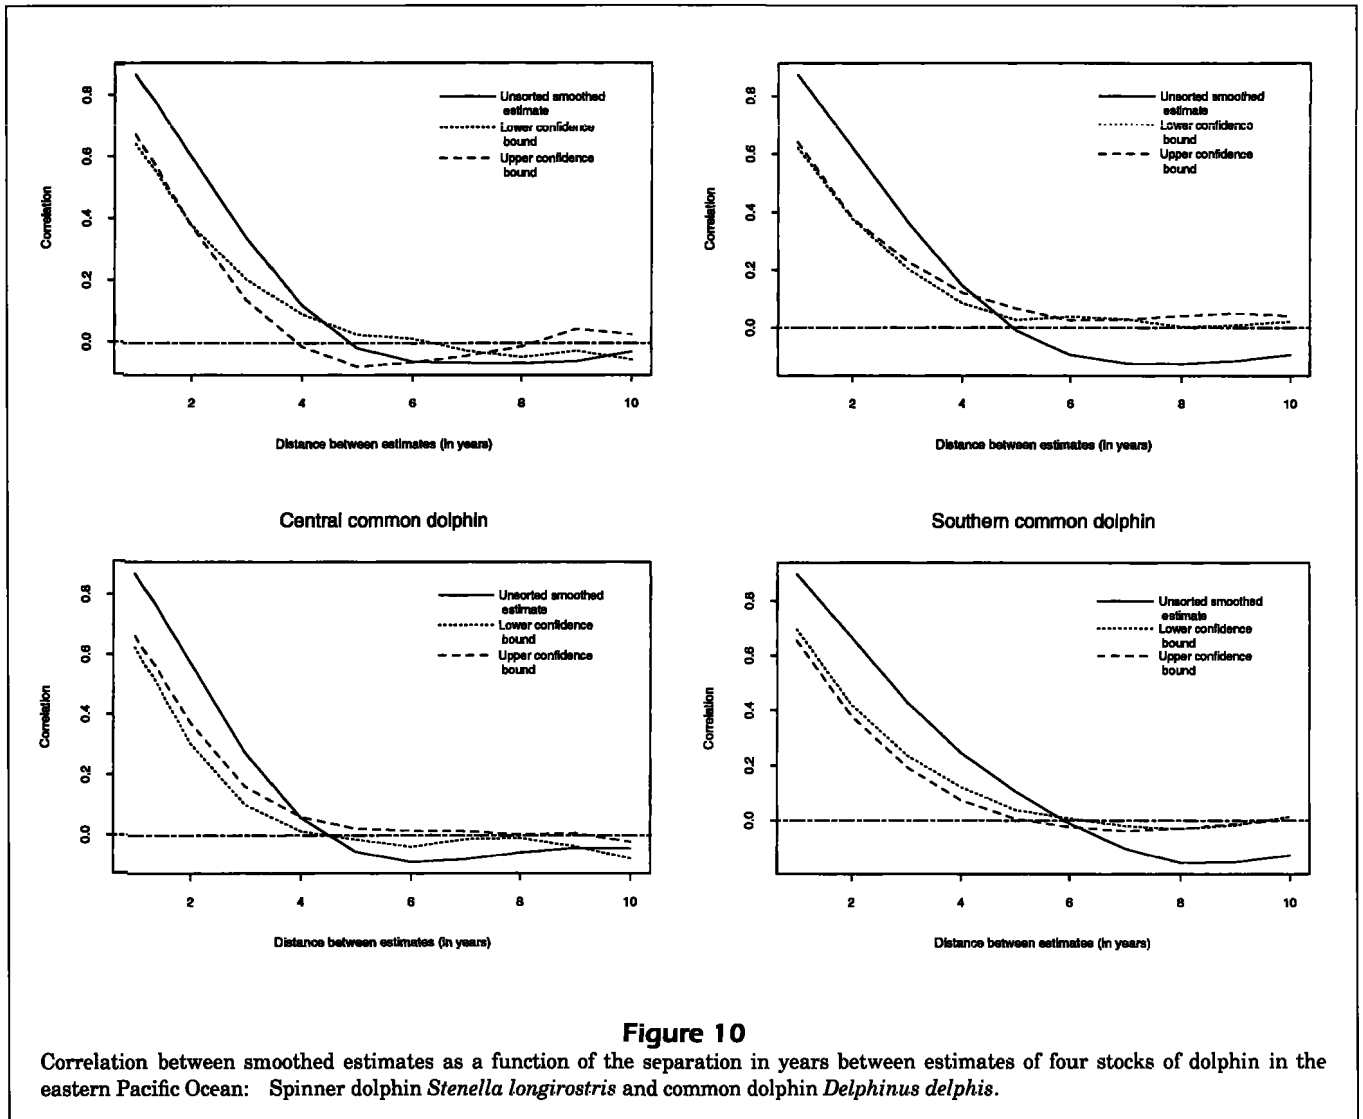 Unsorted smoothed
estimate
Lower confidence
bound
Upper confidence
bound
Correlation
0.8
0.6
0.4
0.2
0.0
2
4
6
8
10
Distance between estimates (in years)
Unsorted smoothed
estimate
Lower confidence
bound
Upper confidence
bound
Correlation
0.8
0.6
0.4
0.2
0.0
2
4
6
8
10
Distance between estimates (in years)
Central common dolphin
Unsorted smoothed
estimate
Lower confidence
bound
Upper confidence
bound
Correlation
0.8
0.6
0.4
0.2
0.0
2
4
6
8
10
Distance between estimates (in years)
Southern common dolphin
Unsorted smoothed
estimate
Lower confidence
bound
Upper confidence
bound
Correlation
0.8
0.6
0.4
0.2
0.0
2
4
6
8
10
Distance between estimates (in years)
Figure 10
Correlation between smoothed estimates as a function of the separation in years between estimates of four stocks of dolphin in the
eastern Pacific Ocean: Spinner dolphin Stenella longirostris and common dolphin Delphinus delphis.